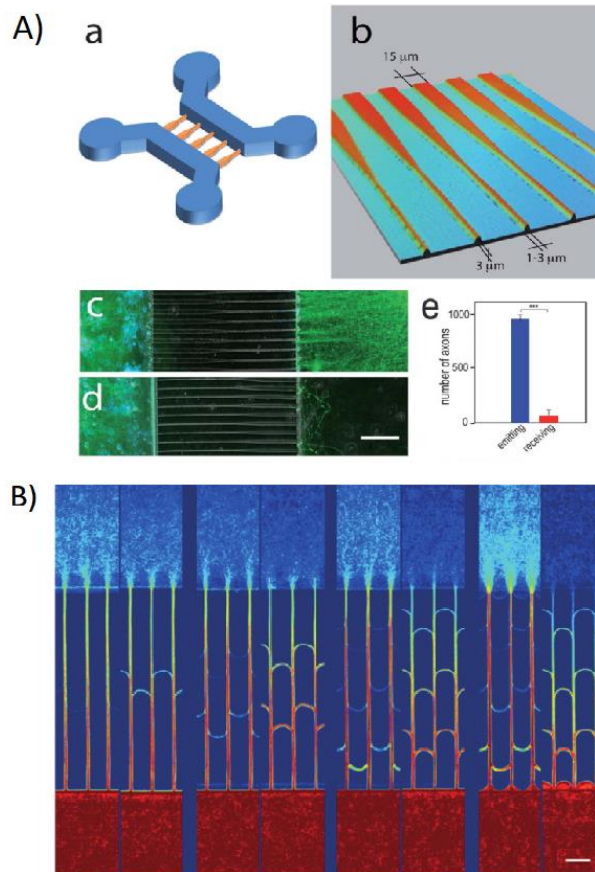 A)
a
b
15 μm
3 μm
1-3 μm
c
d
e
***
number of axons
1000
500
0
emitting
receiving
B)